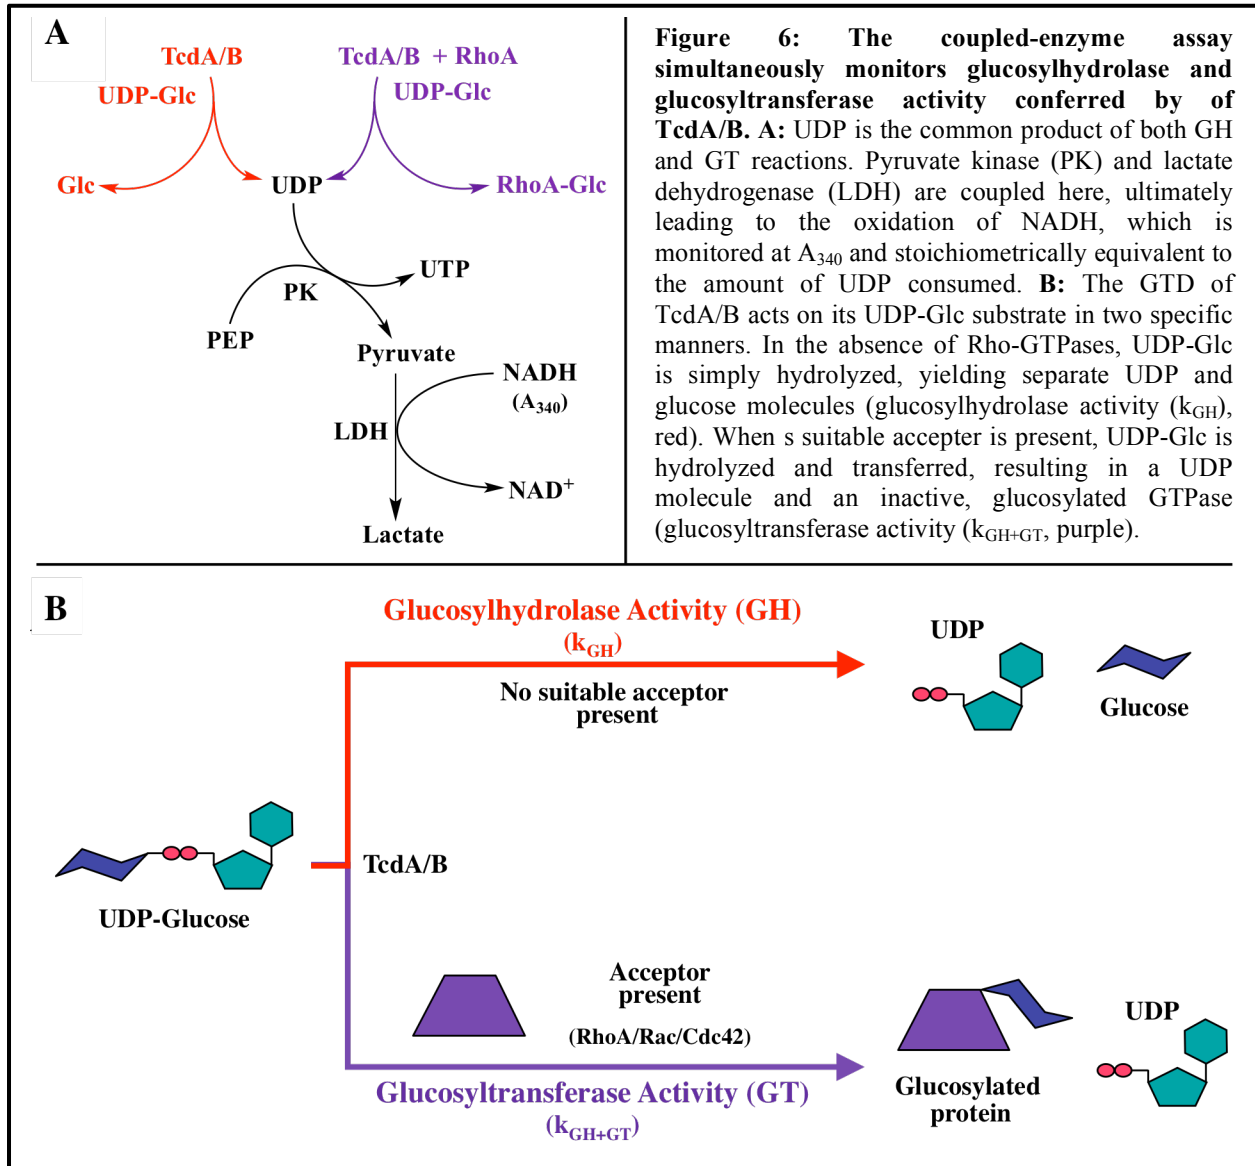 A
TcdA/B
UDP-Glc
TcdA/B + RhoA
UDP-Glc
Glc
UDP
RhoA-Glc
UTP
PK
PEP
Pyruvate
NADH
(A340)
LDH
NAD+
Lactate
Figure 6: The coupled-enzyme assay
simultaneously monitors glucosylhydrolase and
glucosyltransferase activity conferred by of
TcdA/B. A: UDP is the common product of both GH
and GT reactions. Pyruvate kinase (PK) and lactate
dehydrogenase (LDH) are coupled here, ultimately
leading to the oxidation of NADH, which is
monitored at A340 and stoichiometrically equivalent to
the amount of UDP consumed. B: The GTD of
TcdA/B acts on its UDP-Glc substrate in two specific
manners. In the absence of Rho-GTPases, UDP-Glc
is simply hydrolyzed, yielding separate UDP and
glucose molecules (glucosylhydrolase activity (kGH),
red). When s suitable accepter is present, UDP-Glc is
hydrolyzed and transferred, resulting in a UDP
molecule and an inactive, glucosylated GTPase
(glucosyltransferase activity (kGH+GT, purple).
B
Glucosylhydrolase Activity (GH)
(kGH)
No suitable acceptor
present
UDP
Glucose
UDP-Glucose
TcdA/B
Acceptor
present
(RhoA/Rac/Cdc42)
Glucosyltransferase Activity (GT)
(kGH+GT)
Glucosylated
protein
UDP